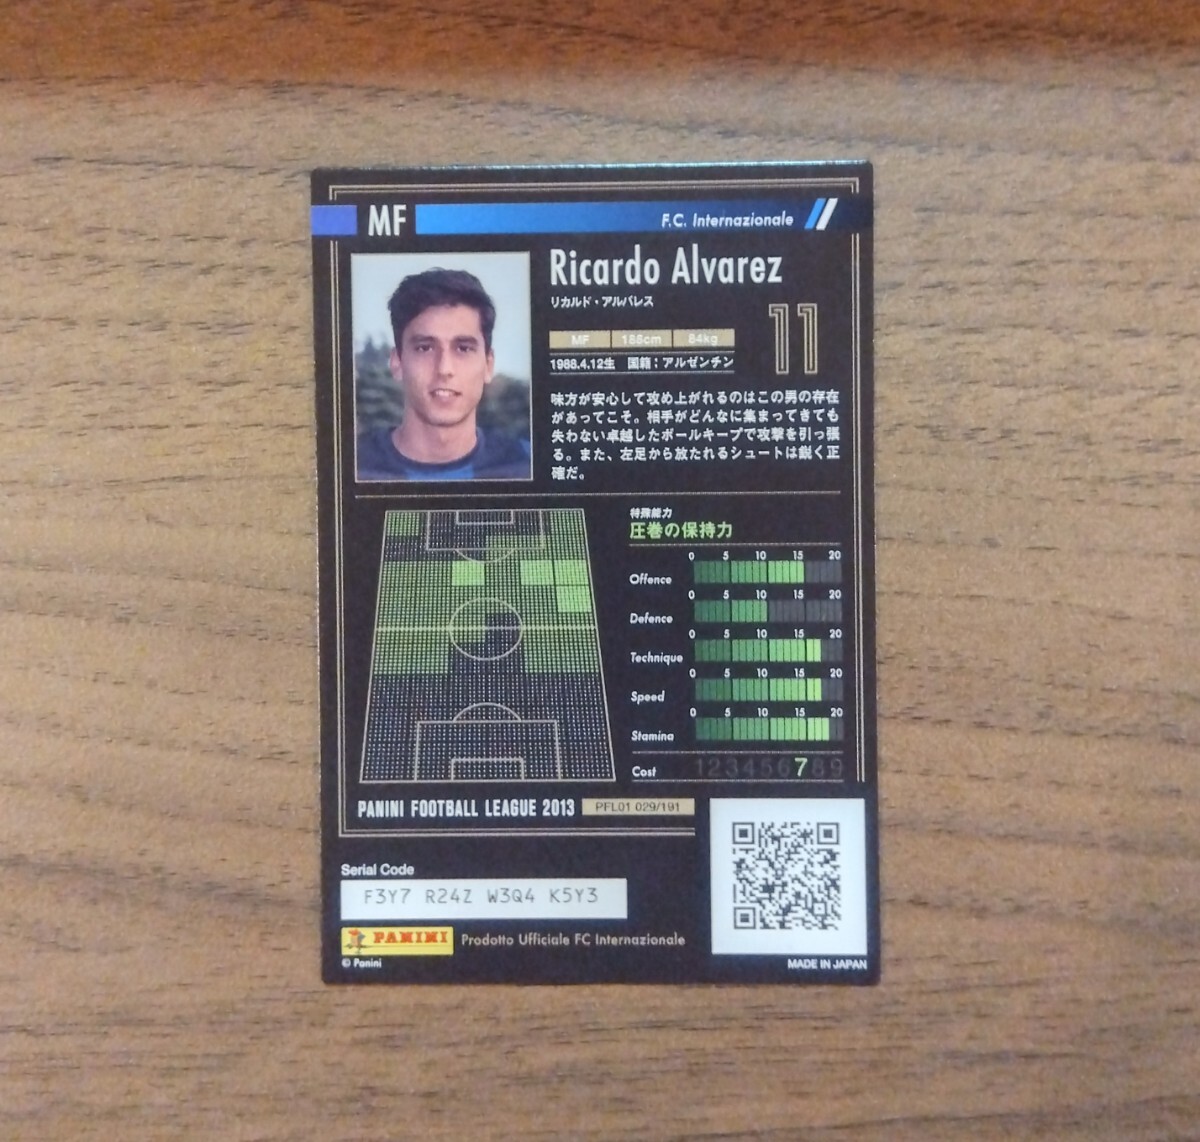 MF
F.C. Internazionale
Ricardo Alvarez
リカルド・アルバレス
11
MF 188cm 84kg
1988.4.12生 国籍：アルゼンチン
味方が安心して攻め上がれるのはこの男の存在
があってこそ。相手がどんなに集まってきても
失わない卓越したボールキープで攻撃を引っ張
る。また、左足から放たれるシュートは鋭く正
確だ。
特殊能力
圧巻の保持力
0 5 10 15 20
Offence
0 5 10 15 20
Defence
0 5 10 15 20
Technique
0 5 10 15 20
Speed
0 5 10 15 20
Stamina
Cost 1 2 3 4 5 6 7 8 9
PANINI FOOTBALL LEAGUE 2013 PFL01 029/191
Serial Code
F3Y7 R24Z W3Q4 K5Y3
PANINI Prodotto Ufficiale FC Internazionale
© Panini
MADE IN JAPAN